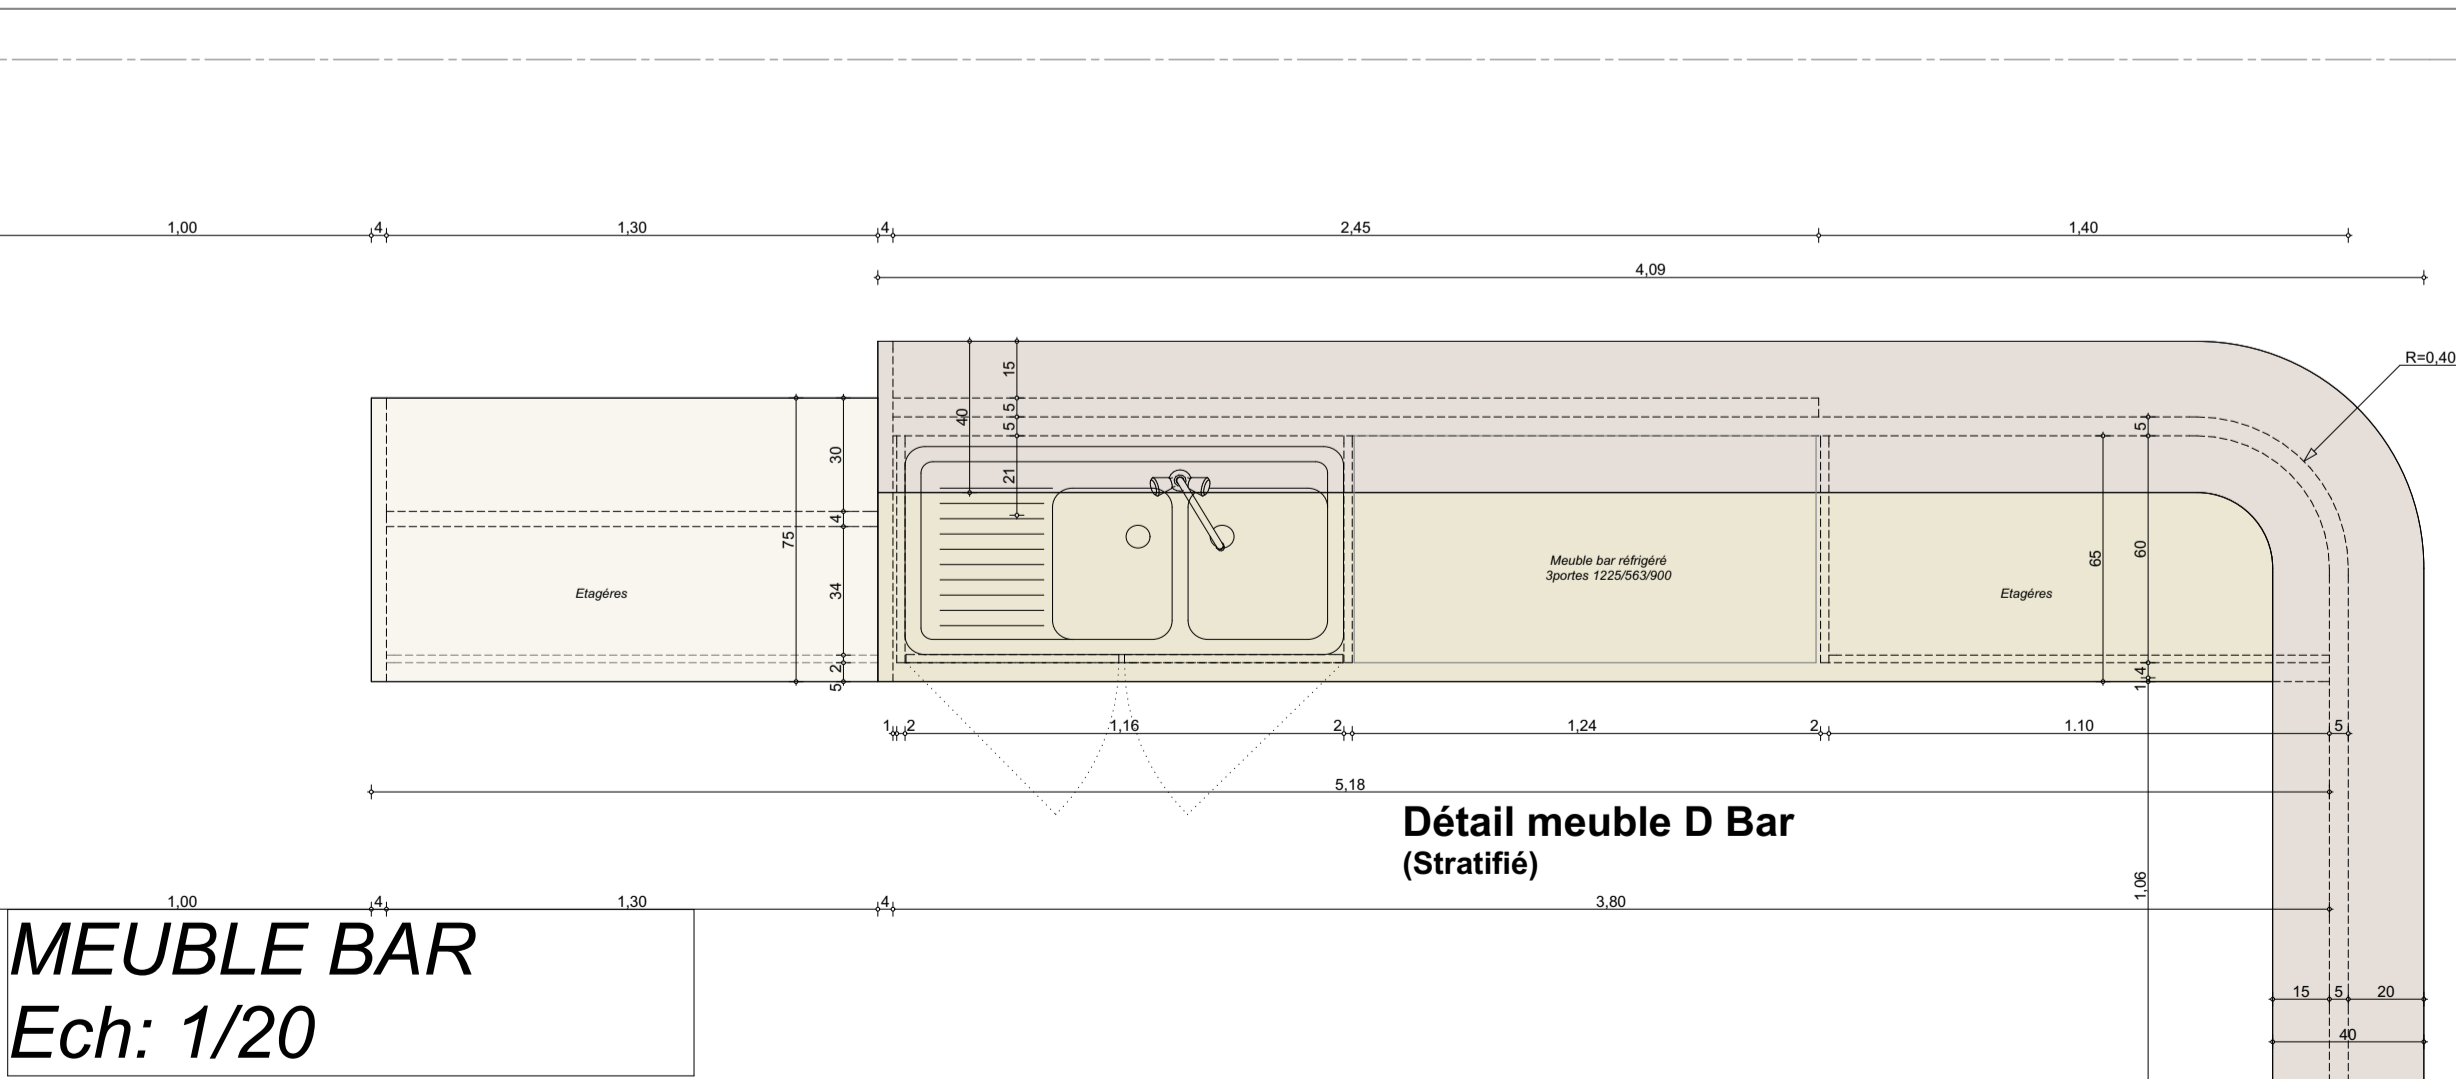 1,00 4 1,30 4 2,45 1,40
4,09
R=0,40
15
40
5
5
5
30
21
4
75
60
65
Meuble bar réfrigéré
3portes 1225/563/900
34
Etagéres
Etagéres
2
5
4
1
1 2 1,16 2 1,24 2 1.10 5
5,18
Détail meuble D Bar
(Stratifié)
1,06
1,00 4 1,30 4 3,80
MEUBLE BAR
Ech: 1/20
15 5 20
40